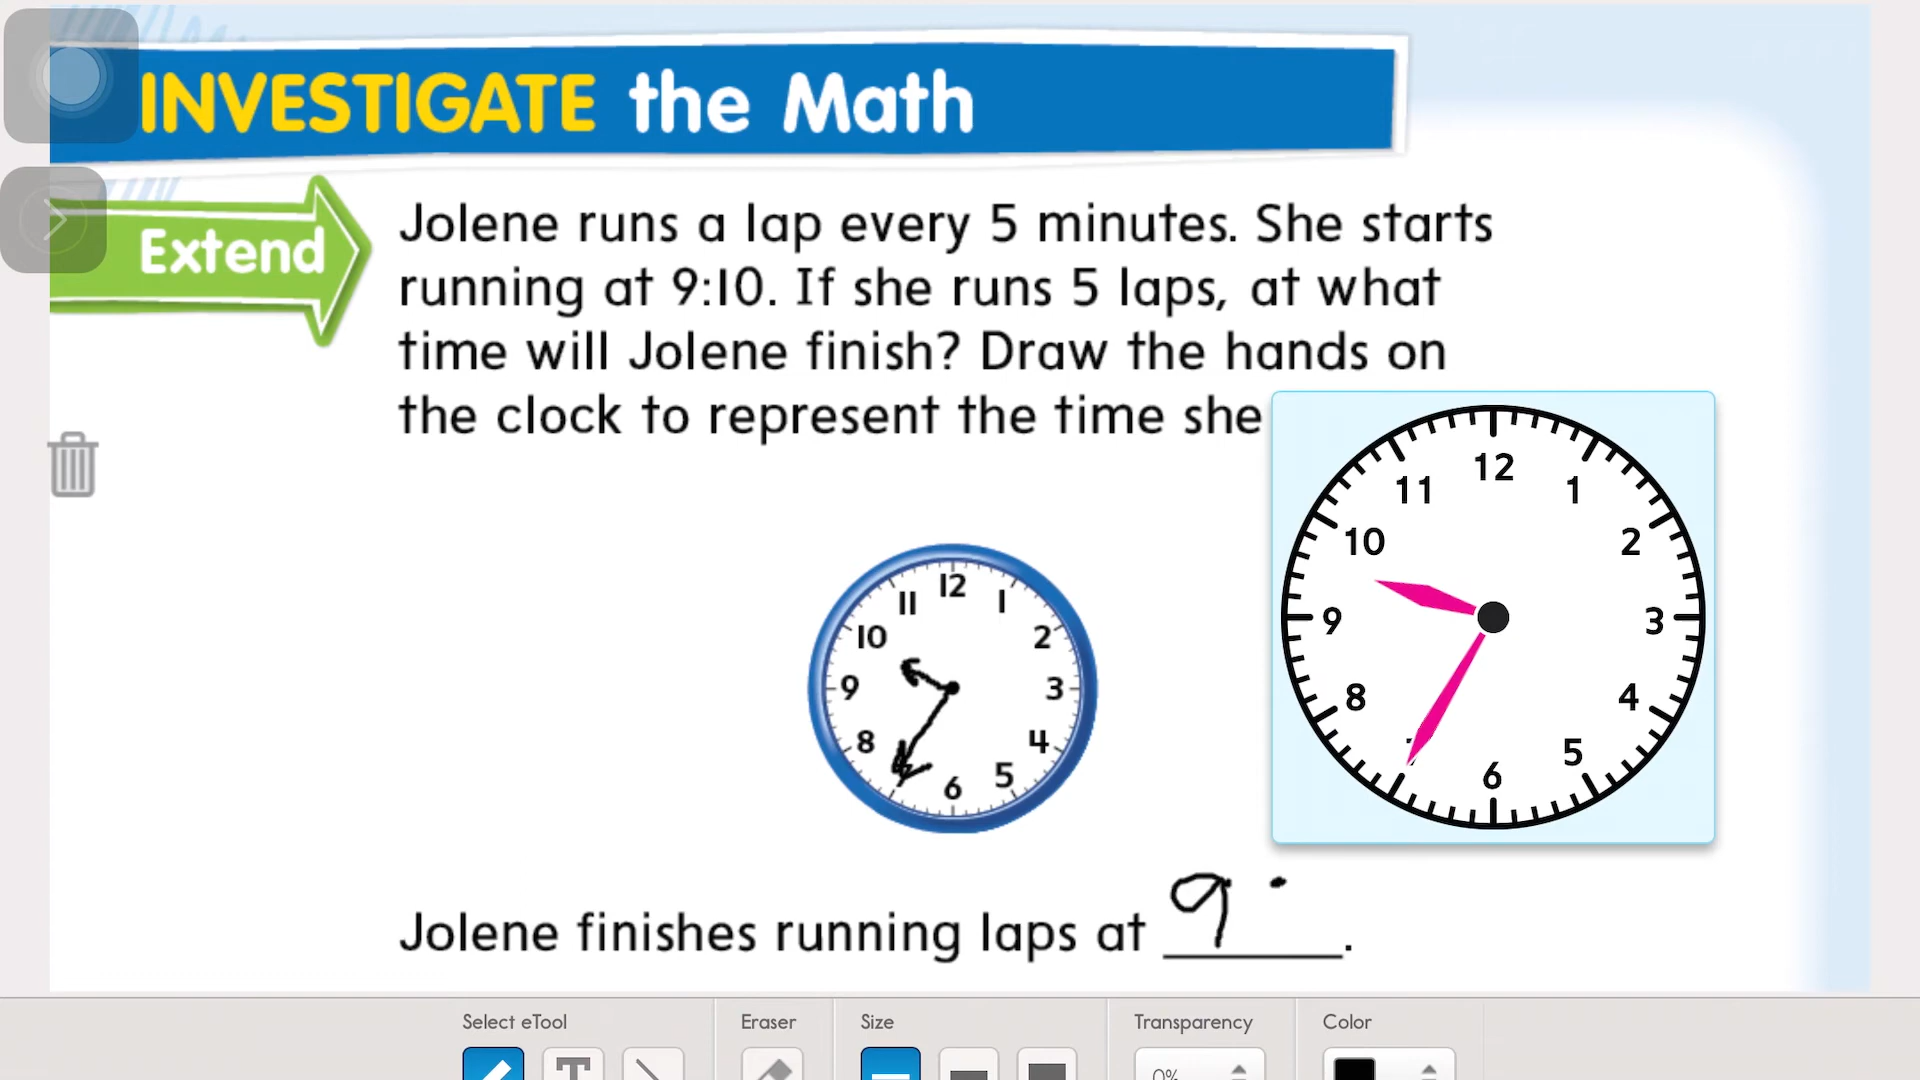 INVESTIGATE the Math
Extend
Jolene runs a lap every 5 minutes. She starts
running at 9:10. If she runs 5 laps, at what
time will Jolene finish? Draw the hands on
the clock to represent the time she
12
11
1
10
2
9
3
8
4
5
6
12
11
1
10
2
9
3
8
4
5
6
9
Jolene finishes running laps at ______.
Select eTool
Eraser
Size
Transparency
Color
T
0%